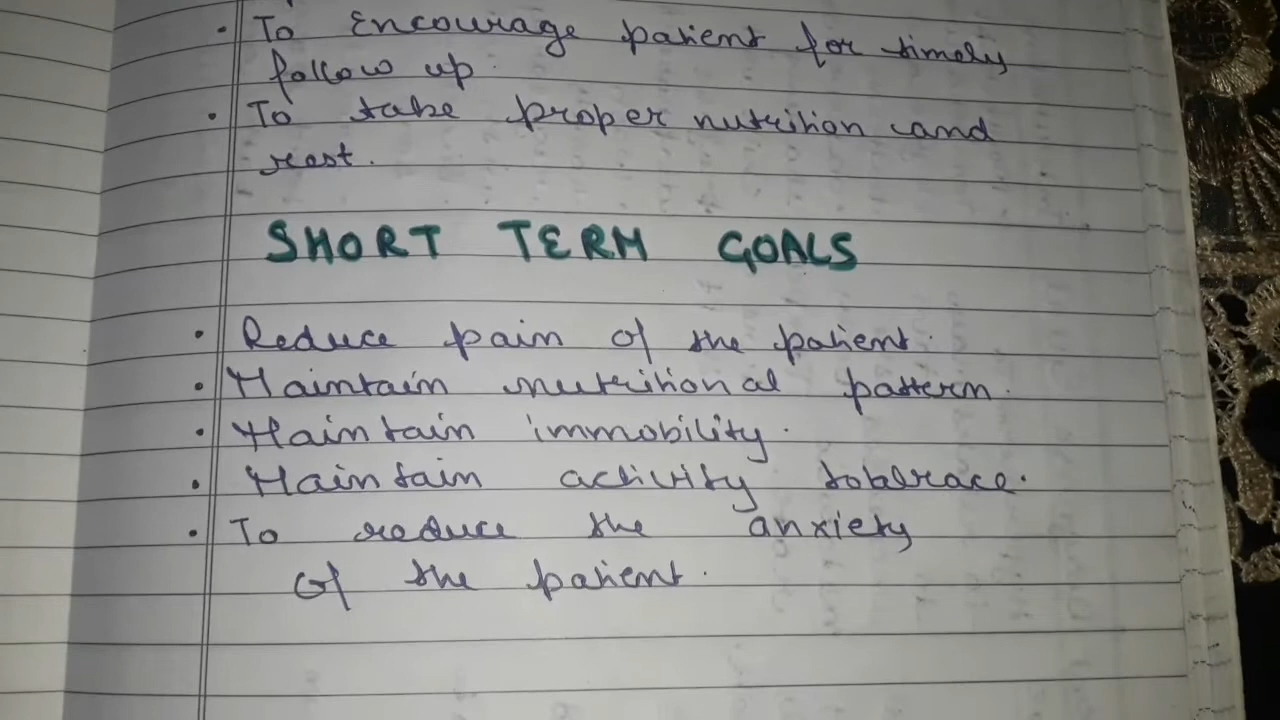 • To Encourage patient for timely
follow up.
• To take proper nutrition and
rest.
SHORT TERM GOALS
• Reduce pain of the patient.
• Maintain nutritional pattern.
• Maintain immobility.
• Maintain activity tolerace.
• To reduce the anxiety
of the patient.